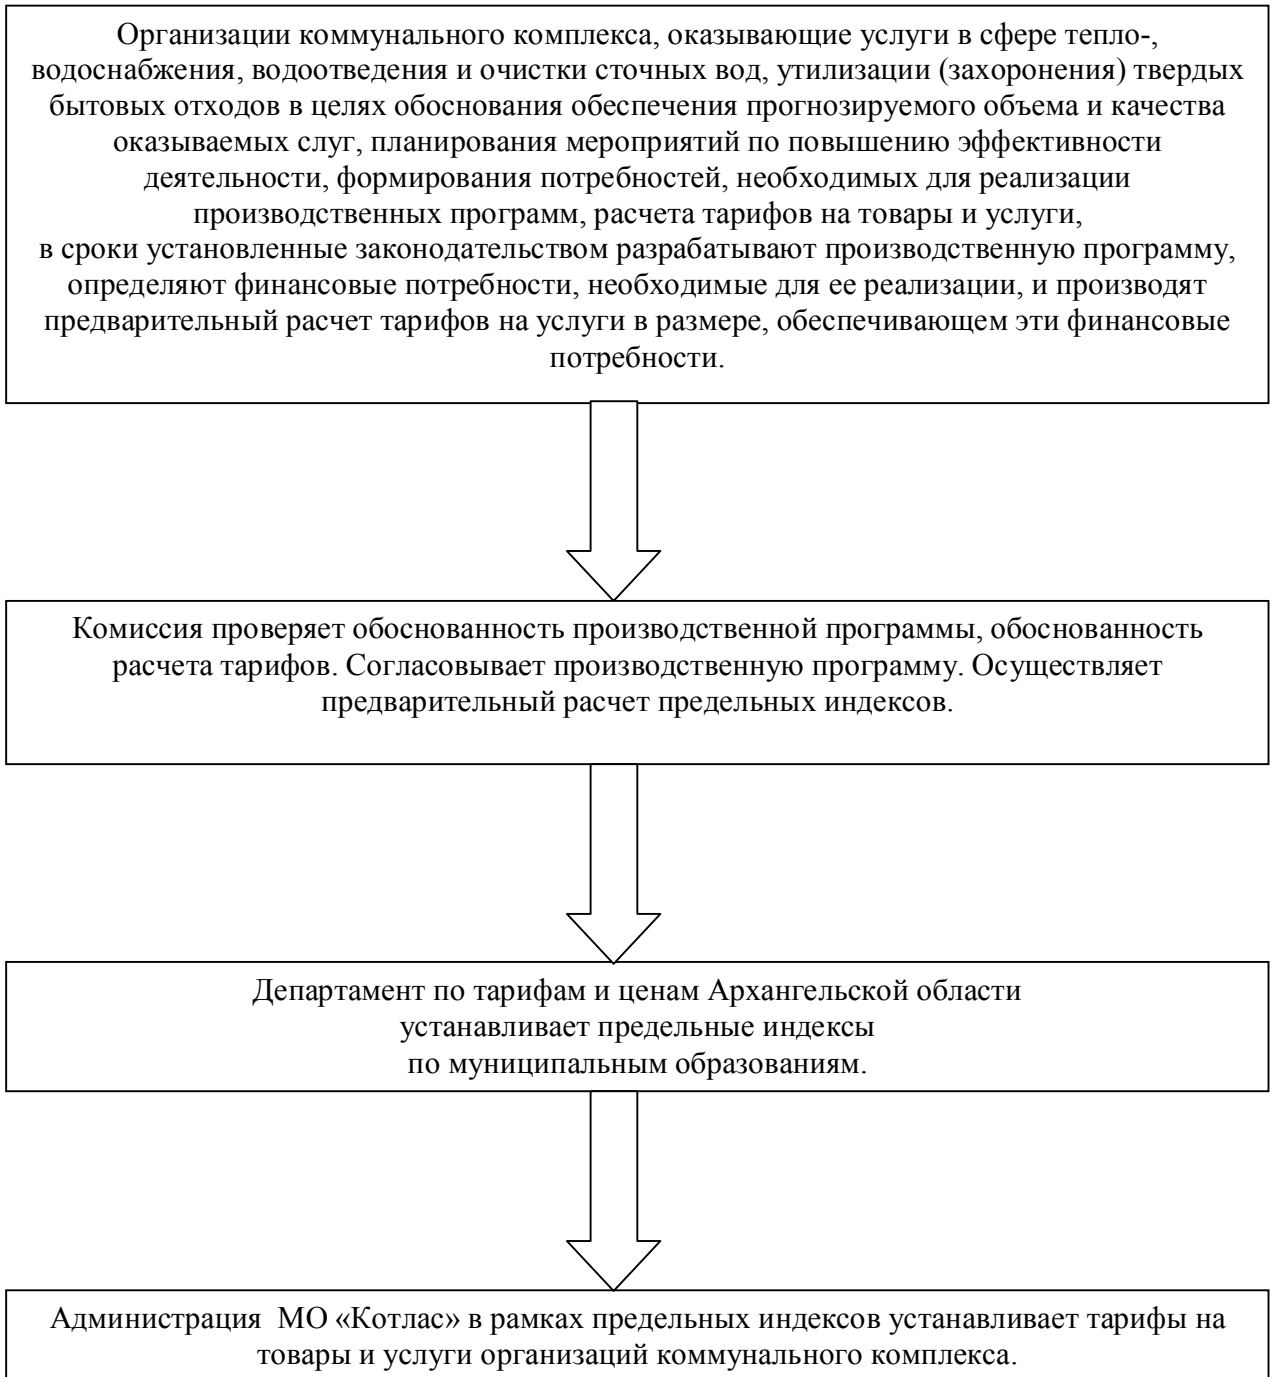 Организации коммунального комплекса, оказывающие услуги в сфере тепло-,
водоснабжения, водоотведения и очистки сточных вод, утилизации (захоронения) твердых
бытовых отходов в целях обоснования обеспечения прогнозируемого объема и качества
оказываемых слуг, планирования мероприятий по повышению эффективности
деятельности, формирования потребностей, необходимых для реализации
производственных программ, расчета тарифов на товары и услуги,
в сроки установленные законодательством разрабатывают производственную программу,
определяют финансовые потребности, необходимые для ее реализации, и производят
предварительный расчет тарифов на услуги в размере, обеспечивающем эти финансовые
потребности.
Комиссия проверяет обоснованность производственной программы, обоснованность
расчета тарифов. Согласовывает производственную программу. Осуществляет
предварительный расчет предельных индексов.
Департамент по тарифам и ценам Архангельской области
устанавливает предельные индексы
по муниципальным образованиям.
Администрация МО «Котлас» в рамках предельных индексов устанавливает тарифы на
товары и услуги организаций коммунального комплекса.